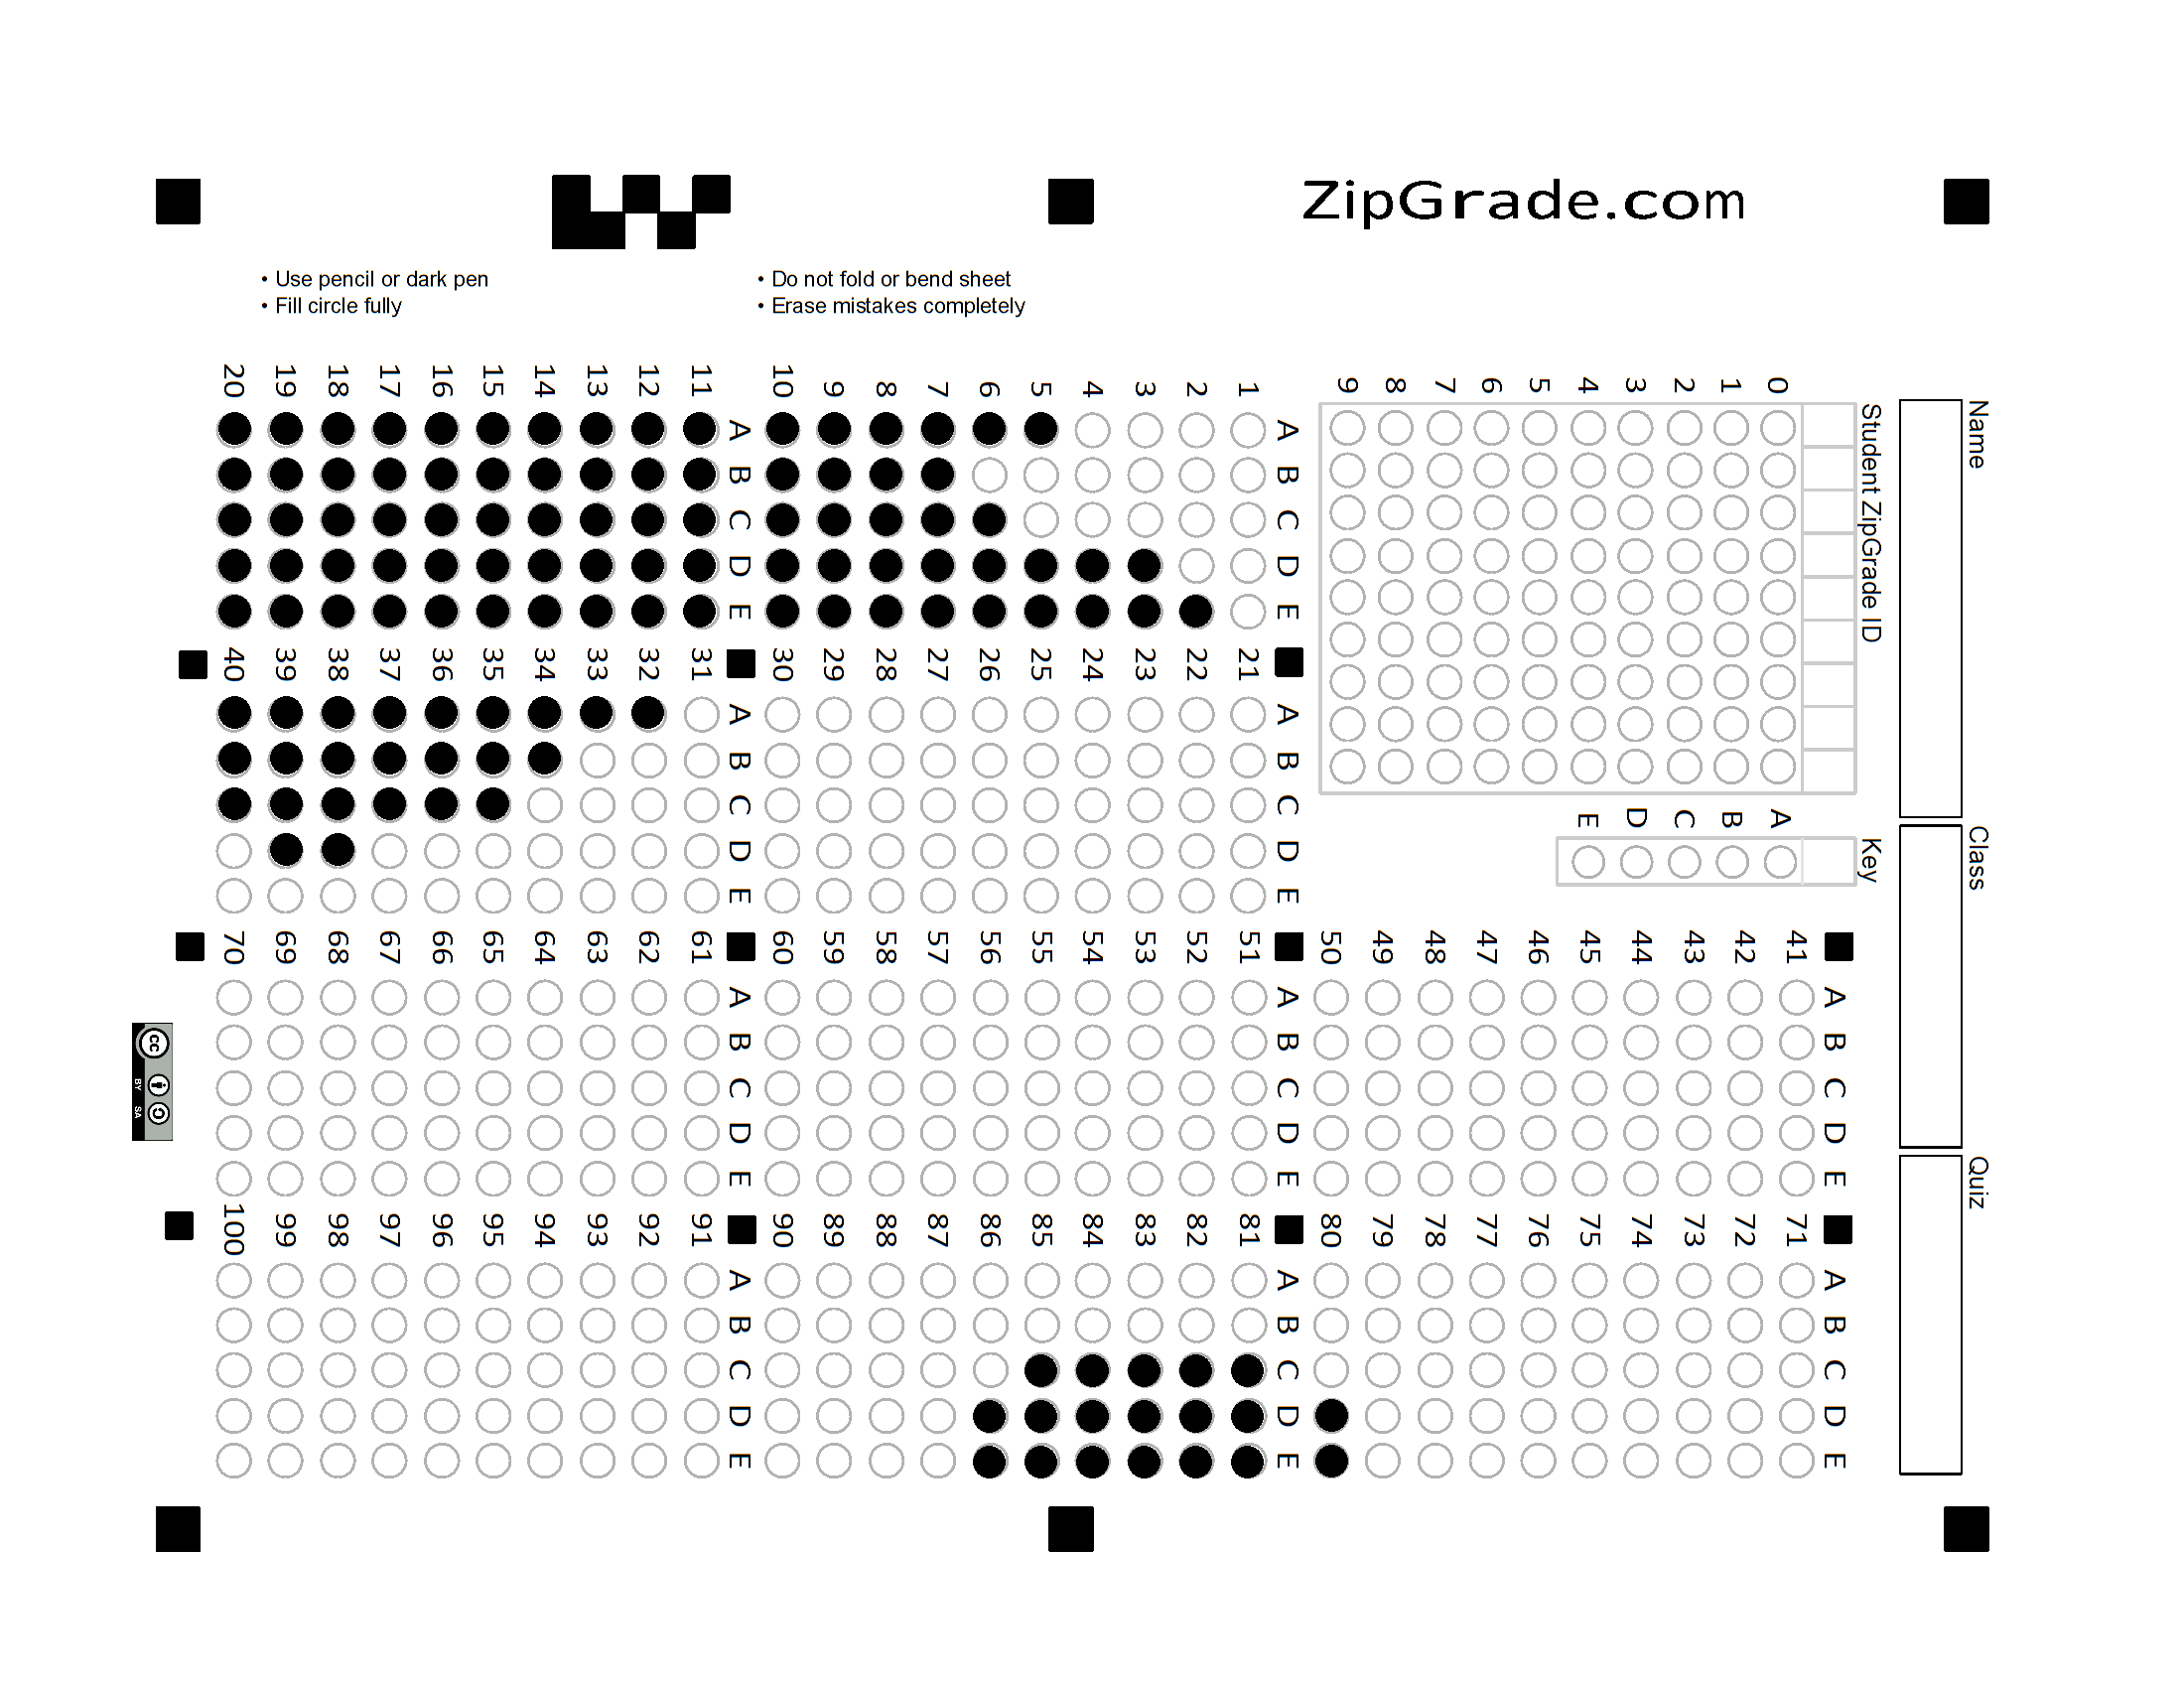 ZipGrade.com
• Use pencil or dark pen
• Fill circle fully
• Do not fold or bend sheet
• Erase mistakes completely
Name
Class
Quiz
Student ZipGrade ID
0 1 2 3 4 5 6 7 8 9
Key
A B C D E
1 2 3 4 5 6 7 8 9 10
A B C D E
11 12 13 14 15 16 17 18 19 20
A B C D E
21 22 23 24 25 26 27 28 29 30
A B C D E
31 32 33 34 35 36 37 38 39 40
A B C D E
41 42 43 44 45 46 47 48 49 50
A B C D E
51 52 53 54 55 56 57 58 59 60
A B C D E
61 62 63 64 65 66 67 68 69 70
A B C D E
71 72 73 74 75 76 77 78 79 80
A B C D E
81 82 83 84 85 86 87 88 89 90
A B C D E
91 92 93 94 95 96 97 98 99 100
A B C D E
cc
BY SA